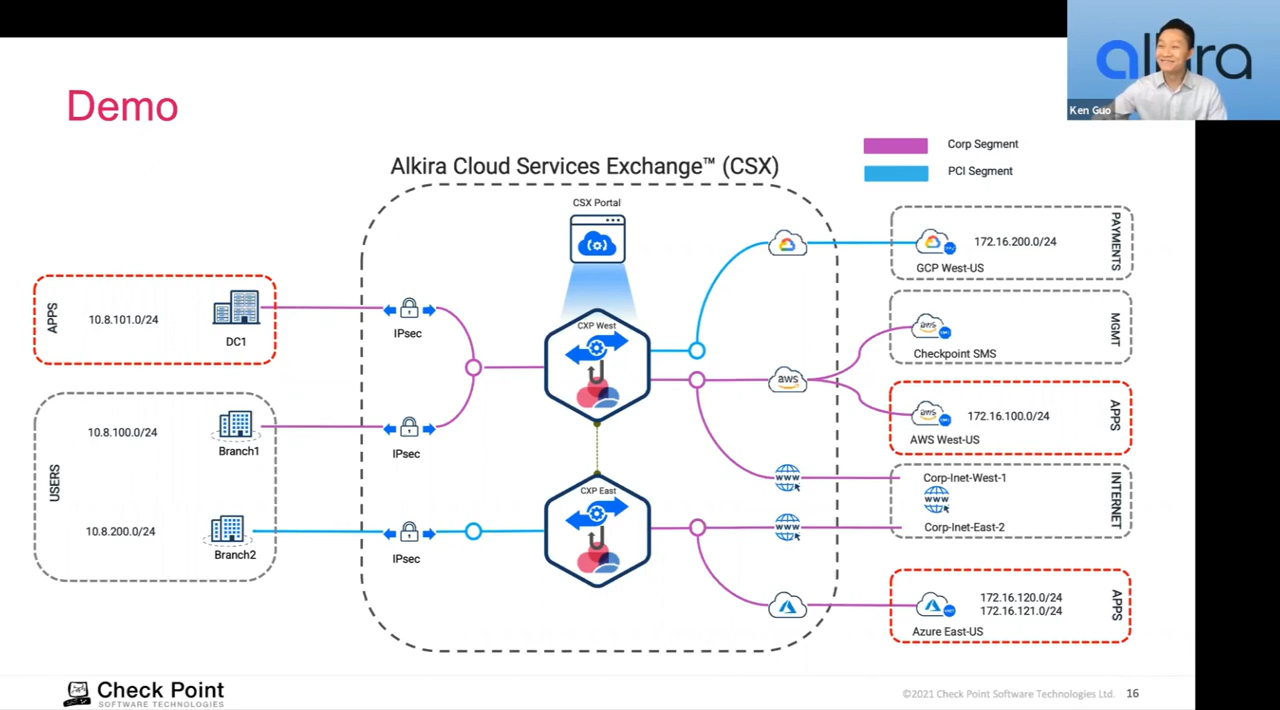 alkira
Ken Guo
Demo
Corp Segment
PCI Segment
Alkira Cloud Services Exchange™ (CSX)
CSX Portal
PAYMENTS
172.16.200.0/24
GCP West-US
APPS
10.8.101.0/24
DC1
IPsec
CXP West
MGMT
aws
Checkpoint SMS
aws
aws
172.16.100.0/24
AWS West-US
APPS
USERS
10.8.100.0/24
Branch1
IPsec
10.8.200.0/24
Branch2
IPsec
CXP East
www
www
Corp-Inet-West-1
www
Corp-Inet-East-2
INTERNET
172.16.120.0/24
172.16.121.0/24
Azure East-US
APPS
Check Point
SOFTWARE TECHNOLOGIES
©2021 Check Point Software Technologies Ltd.
16